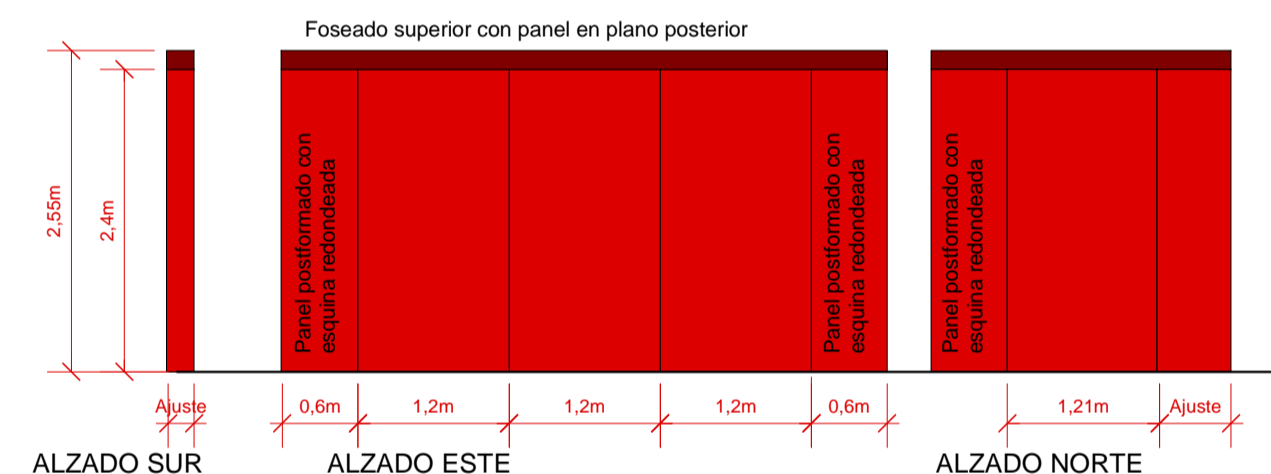 Foseado superior con panel en plano posterior
2,55m
2,4m
Panel postformado con
esquina redondeada
Panel postformado con
esquina redondeada
Panel postformado con
esquina redondeada
Ajuste
0,6m
1,2m
1,2m
1,2m
0,6m
1,21m
Ajuste
ALZADO SUR
ALZADO ESTE
ALZADO NORTE